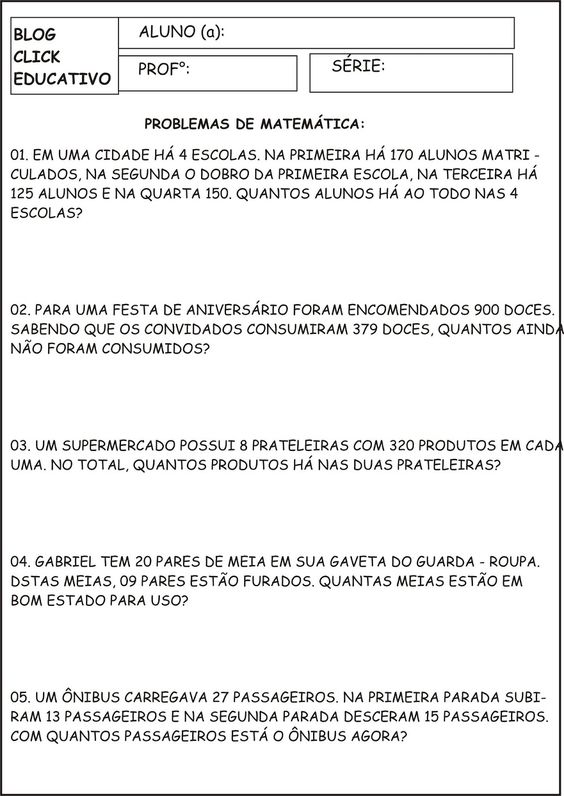 BLOG
CLICK
EDUCATIVO
ALUNO (a):
PROFº:
SÉRIE:
PROBLEMAS DE MATEMÁTICA:
01. EM UMA CIDADE HÁ 4 ESCOLAS. NA PRIMEIRA HÁ 170 ALUNOS MATRI -
CULADOS, NA SEGUNDA O DOBRO DA PRIMEIRA ESCOLA, NA TERCEIRA HÁ
125 ALUNOS E NA QUARTA 150. QUANTOS ALUNOS HÁ AO TODO NAS 4
ESCOLAS?
02. PARA UMA FESTA DE ANIVERSÁRIO FORAM ENCOMENDADOS 900 DOCES.
SABENDO QUE OS CONVIDADOS CONSUMIRAM 379 DOCES, QUANTOS AINDA
NÃO FORAM CONSUMIDOS?
03. UM SUPERMERCADO POSSUI 8 PRATELEIRAS COM 320 PRODUTOS EM CADA
UMA. NO TOTAL, QUANTOS PRODUTOS HÁ NAS DUAS PRATELEIRAS?
04. GABRIEL TEM 20 PARES DE MEIA EM SUA GAVETA DO GUARDA - ROUPA.
DSTAS MEIAS, 09 PARES ESTÃO FURADOS. QUANTAS MEIAS ESTÃO EM
BOM ESTADO PARA USO?
05. UM ÔNIBUS CARREGAVA 27 PASSAGEIROS. NA PRIMEIRA PARADA SUBI-
RAM 13 PASSAGEIROS E NA SEGUNDA PARADA DESCERAM 15 PASSAGEIROS.
COM QUANTOS PASSAGEIROS ESTÁ O ÔNIBUS AGORA?